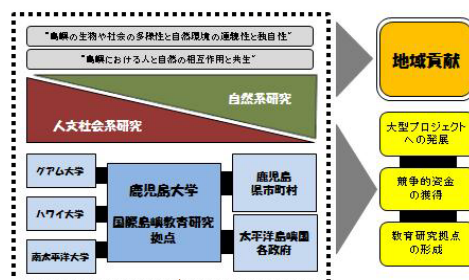 "島嶼の生物や社会の多様性と自然環境の連続性と独自性"
"島嶼における人と自然の相互作用と共生"
自然系研究
人文社会系研究
グアム大学
ハワイ大学
南太平洋大学
鹿児島大学
国際島嶼教育研究
拠点
鹿児島
県市町村
太平洋島嶼国
各政府
地域貢献
大型プロジェクト
への発展
競争的資金
の獲得
教育研究拠点
の形成